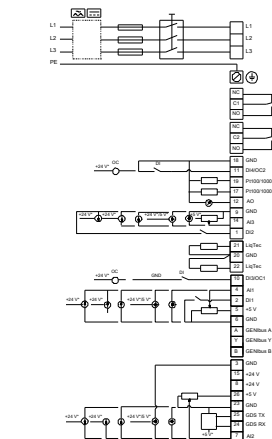 L1
L1
L2
L2
L3
L3
PE
NC
C1
NO
NC
C2
NO
18 GND
+24 V* OC DI 11 DI4/OC2
19 Pt100/1000
17 Pt100/1000
12 AO
9 GND
+24 V* +24 V* +24 V*/5 V* +5 V* 14 AI3
1 DI2
21 LiqTec
20 GND
22 LiqTec
+24 V* OC GND DI 10 DI3/OC1
4 AI1
+24 V* +24 V* +24 V*/5 V* 2 DI1
5 +5 V
6 GND
A GENIbus A
Y GENIbus Y
B GENIbus B
3 GND
15 +24 V
8 +24 V
26 +5 V
23 GND
25 GDS TX
+24 V* +24 V* +24 V*/5 V* 24 GDS RX
+5 V* 7 AI2